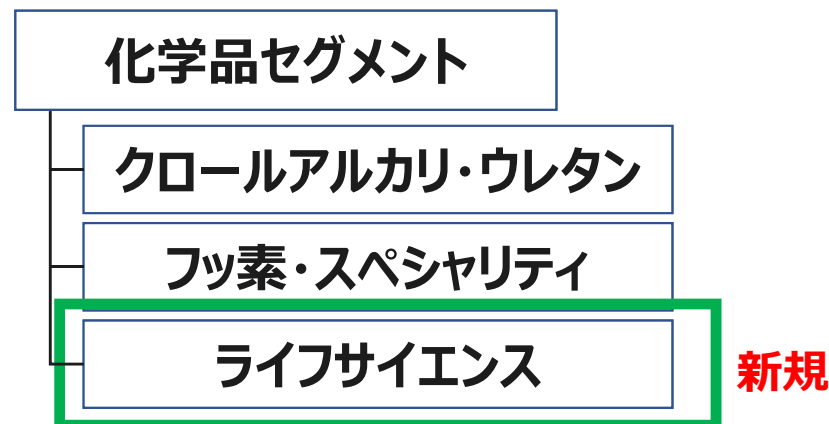 化学品セグメント
クロールアルカリ・ウレタン
フッ素・スペシャリティ
ライフサイエンス
新規